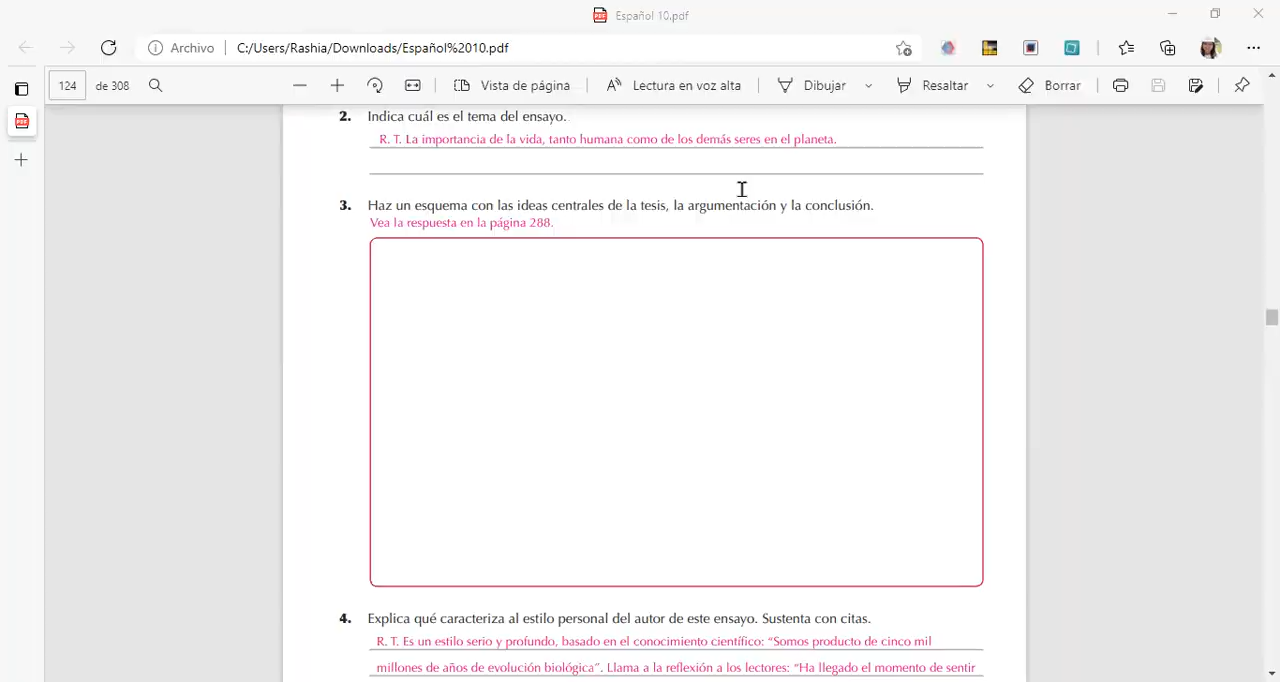 Español 10.pdf
Archivo C:/Users/Rashia/Downloads/Español%2010.pdf
124 de 308 Vista de página Lectura en voz alta Dibujar Resaltar Borrar
2. Indica cuál es el tema del ensayo.
R. T. La importancia de la vida, tanto humana como de los demás seres en el planeta.
3. Haz un esquema con las ideas centrales de la tesis, la argumentación y la conclusión.
Vea la respuesta en la página 288.
4. Explica qué caracteriza al estilo personal del autor de este ensayo. Sustenta con citas.
R. T. Es un estilo serio y profundo, basado en el conocimiento científico: “Somos producto de cinco mil
millones de años de evolución biológica”. Llama a la reflexión a los lectores: “Ha llegado el momento de sentir